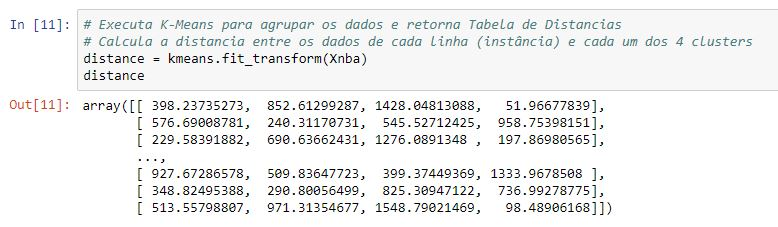 In [11]: # Executa K-Means para agrupar os dados e retorna Tabela de Distancias
# Calcula a distancia entre os dados de cada linha (instância) e cada um dos 4 clusters
distance = kmeans.fit_transform(Xnba)
distance
Out[11]: array([[ 398.23735273, 852.61299287, 1428.04813088, 51.96677839],
[ 576.69008781, 240.31170731, 545.52712425, 958.75398151],
[ 229.58391882, 690.63662431, 1276.0891348 , 197.86980565],
...,
[ 927.67286578, 509.83647723, 399.37449369, 1333.9678508 ],
[ 348.82495388, 290.80056499, 825.30947122, 736.99278775],
[ 513.55798807, 971.31354677, 1548.79021469, 98.48906168]])